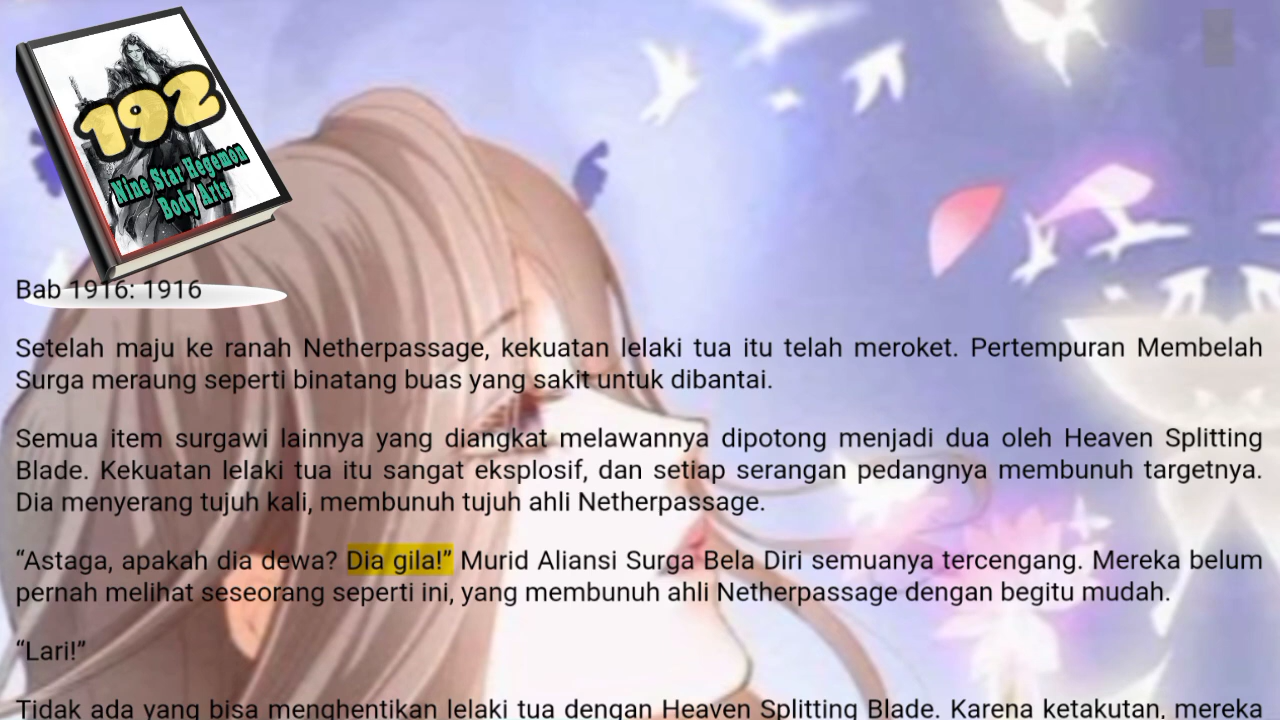 192
Nine Star Hegemon
Body Arts
Bab 1916: 1916
Setelah maju ke ranah Netherpassage, kekuatan lelaki tua itu telah meroket. Pertempuran Membelah
Surga meraung seperti binatang buas yang sakit untuk dibantai.
Semua item surgawi lainnya yang diangkat melawannya dipotong menjadi dua oleh Heaven Splitting
Blade. Kekuatan lelaki tua itu sangat eksplosif, dan setiap serangan pedangnya membunuh targetnya.
Dia menyerang tujuh kali, membunuh tujuh ahli Netherpassage.
“Astaga, apakah dia dewa? Dia gila!” Murid Aliansi Surga Bela Diri semuanya tercengang. Mereka belum
pernah melihat seseorang seperti ini, yang membunuh ahli Netherpassage dengan begitu mudah.
“Lari!”
Tidak ada yang bisa menghentikan lelaki tua dengan Heaven Splitting Blade. Karena ketakutan, mereka